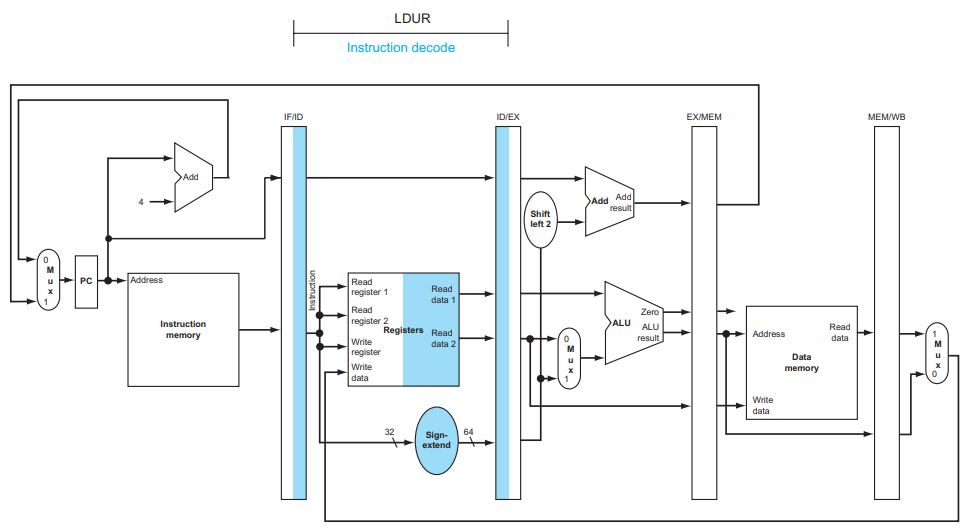 LDUR
Instruction decode
IF/ID
ID/EX
EX/MEM
MEM/WB
Add
4
Shift
left 2
Add
Add
result
0
M
u
x
1
PC
Address
Instruction
memory
Instruction
Read
register 1
Read
register 2
Write
register
Write
data
Registers
Read
data 1
Read
data 2
32
Sign-
extend
64
0
M
u
x
1
ALU
Zero
ALU
result
Address
Read
data
Data
memory
Write
data
1
M
u
x
0